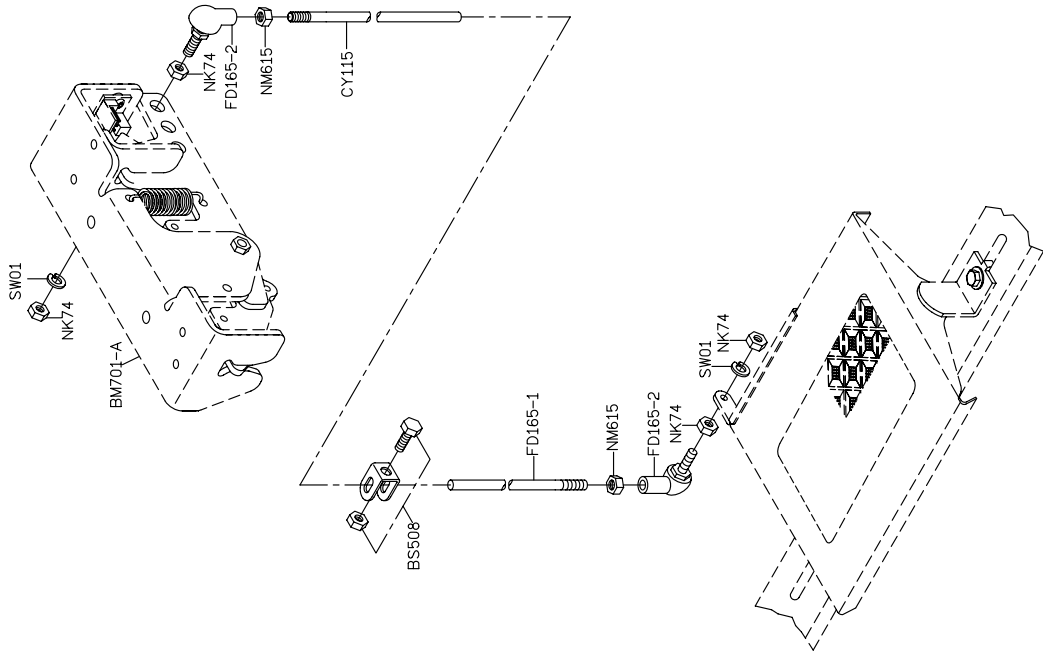 SW01
NK74
BM701-A
NK74
FD165-2
NM615
CY115
BS508
FD165-1
NM615
FD165-2
NK74
SW01
NK74